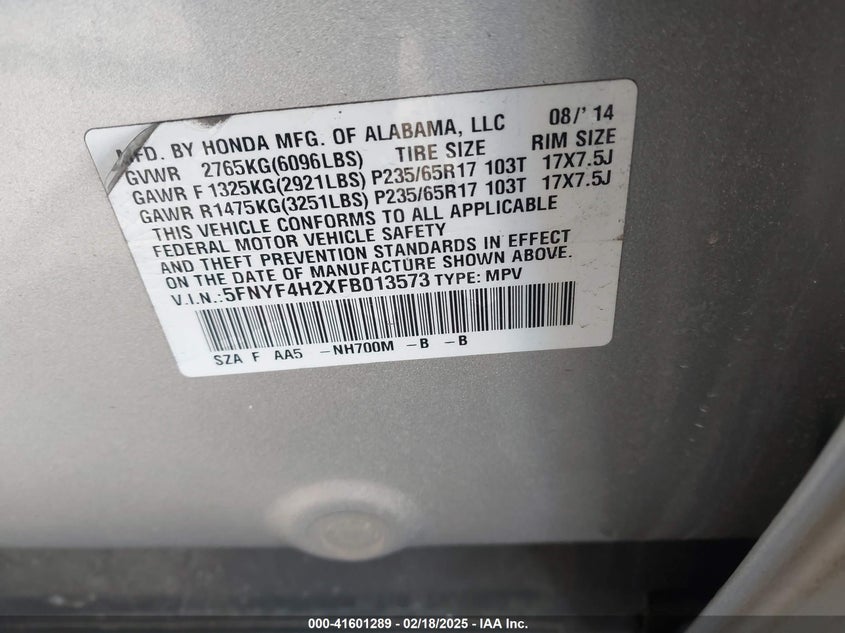 MFD. BY HONDA MFG. OF ALABAMA, LLC 08/'14
GVWR 2765KG(6096LBS) TIRE SIZE RIM SIZE
GAWR F1325KG(2921LBS) P235/65R17 103T 17X7.5J
GAWR R1475KG(3251LBS) P235/65R17 103T 17X7.5J
THIS VEHICLE CONFORMS TO ALL APPLICABLE
FEDERAL MOTOR VEHICLE SAFETY
AND THEFT PREVENTION STANDARDS IN EFFECT
ON THE DATE OF MANUFACTURE SHOWN ABOVE.
V.I.N.:5FNYF4H2XFB013573 TYPE: MPV
SZA F AA5 -NH700M -B -B
000-41601289 - 02/18/2025 - IAA Inc.